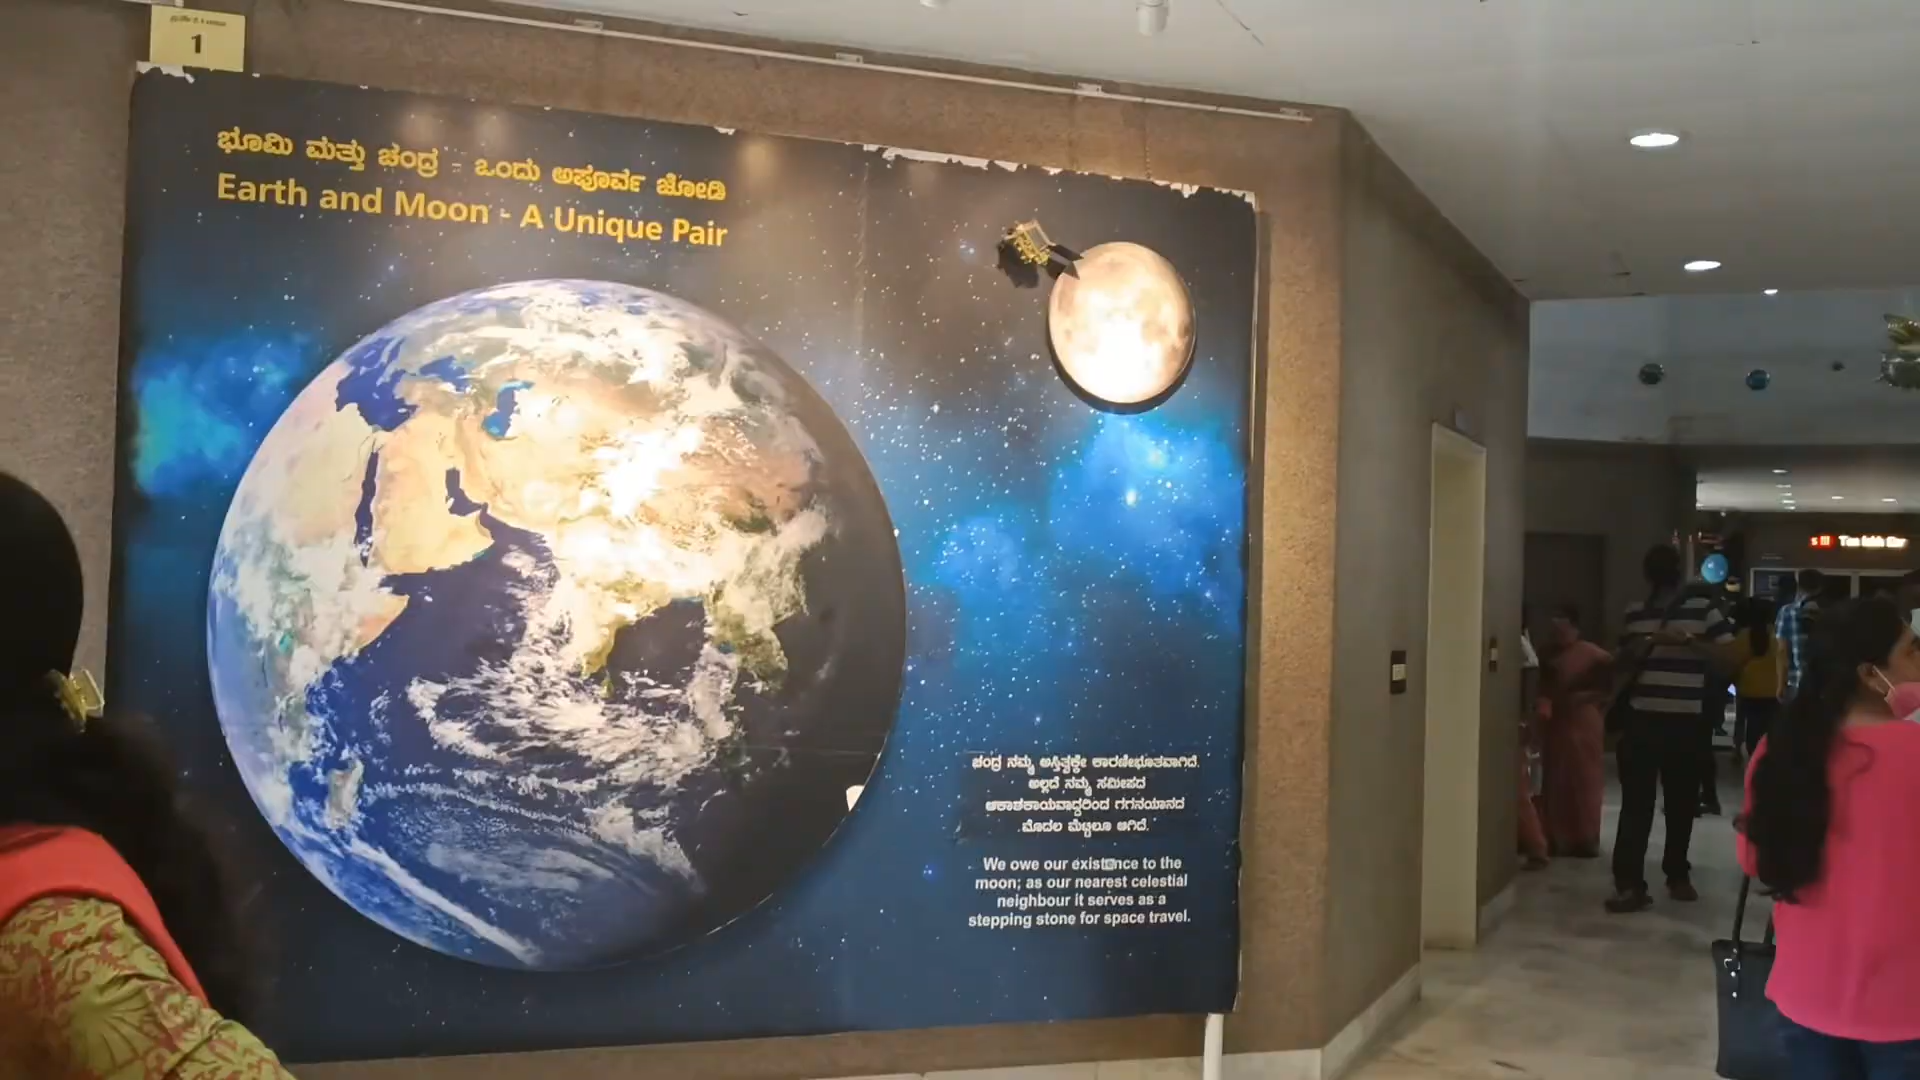 1
ಭೂಮಿ ಮತ್ತು ಚಂದ್ರ - ಒಂದು ಅಪೂರ್ವ ಜೋಡಿ
Earth and Moon - A Unique Pair
ಚಂದ್ರ ನಮ್ಮ ಅಸ್ತಿತ್ವಕ್ಕೇ ಕಾರಣೀಭೂತವಾಗಿದೆ.
ಅಲ್ಲದೆ ನಮ್ಮ ಸಮೀಪದ
ಆಕಾಶಕಾಯವಾದ್ದರಿಂದ ಗಗನಯಾನದ
ಮೊದಲ ಮೆಟ್ಟಿಲೂ ಆಗಿದೆ.
We owe our existence to the
moon; as our nearest celestial
neighbour it serves as a
stepping stone for space travel.